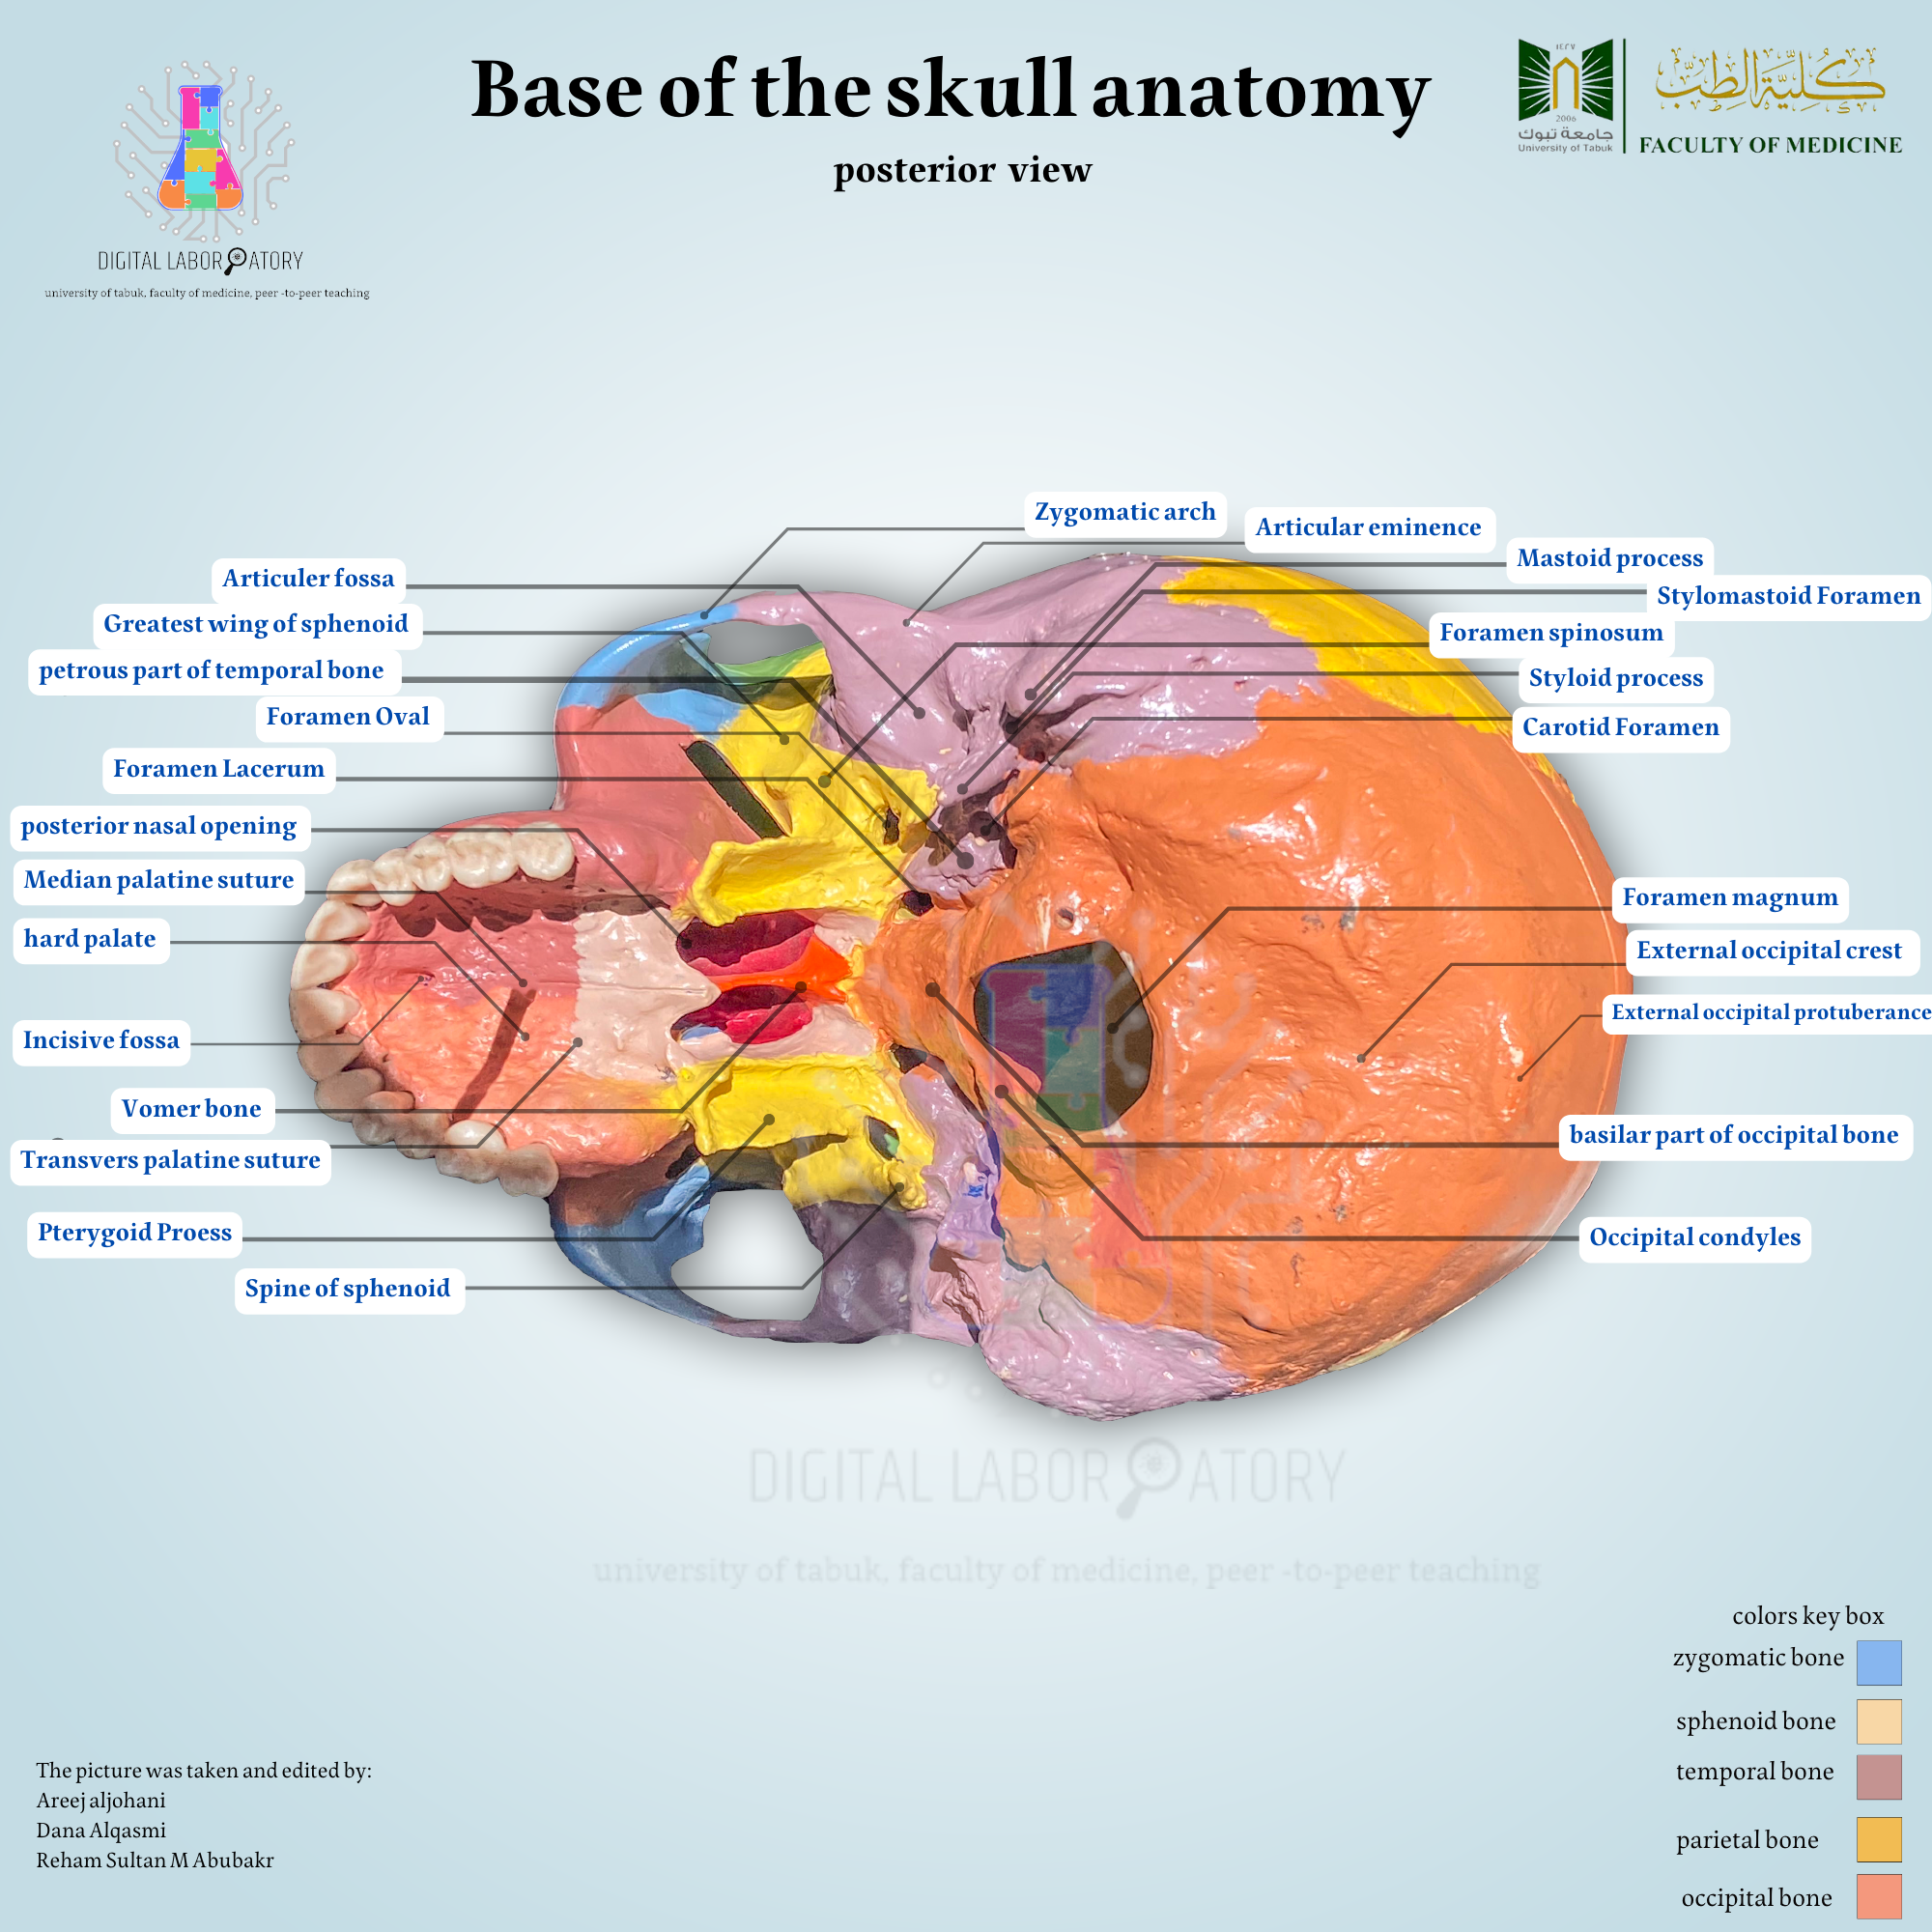 Base of the skull anatomy
posterior view
DIGITAL LABORATORY
university of tabuk, faculty of medicine, peer -to-peer teaching
١٤٢٧
2006
جامعة تبوك
University of Tabuk
كلية الطب
FACULTY OF MEDICINE
Zygomatic arch
Articular eminence
Mastoid process
Stylomastoid Foramen
Foramen spinosum
Styloid process
Carotid Foramen
Foramen magnum
External occipital crest
External occipital protuberance
basilar part of occipital bone
Occipital condyles
Articuler fossa
Greatest wing of sphenoid
petrous part of temporal bone
Foramen Oval
Foramen Lacerum
posterior nasal opening
Median palatine suture
hard palate
Incisive fossa
Vomer bone
Transvers palatine suture
Pterygoid Proess
Spine of sphenoid
DIGITAL LABORATORY
university of tabuk, faculty of medicine, peer -to-peer teaching
colors key box
zygomatic bone
sphenoid bone
temporal bone
parietal bone
occipital bone
The picture was taken and edited by:
Areej aljohani
Dana Alqasmi
Reham Sultan M Abubakr